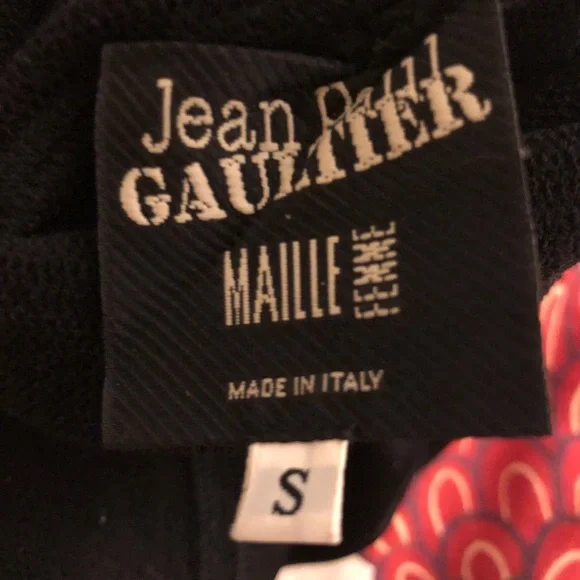 Jean Paul
GAULTIER
MAILLE FEMME
MADE IN ITALY
S